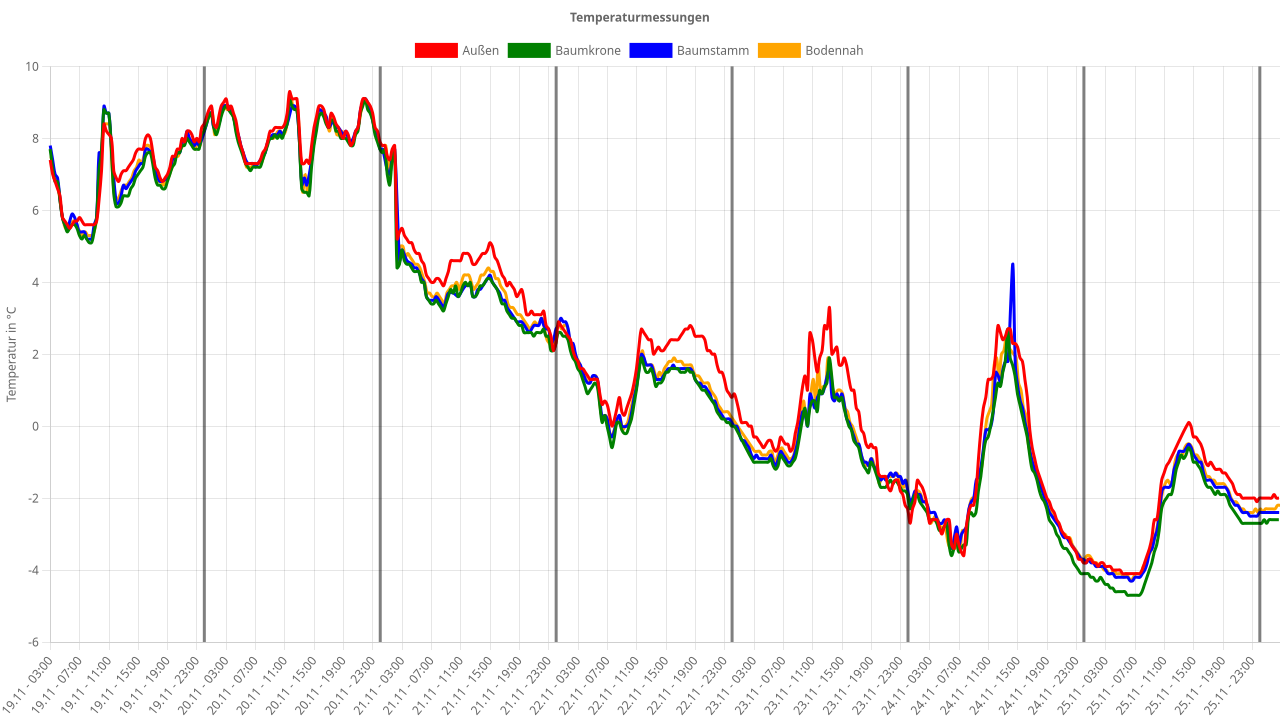 Temperaturmessungen
Außen
Baumkrone
Baumstamm
Bodennah
Temperatur in °C
10
8
6
4
2
0
-2
-4
-6
19.11 - 03:00
19.11 - 07:00
19.11 - 11:00
19.11 - 15:00
19.11 - 19:00
19.11 - 23:00
20.11 - 03:00
20.11 - 07:00
20.11 - 11:00
20.11 - 15:00
20.11 - 19:00
20.11 - 23:00
21.11 - 03:00
21.11 - 07:00
21.11 - 11:00
21.11 - 15:00
21.11 - 19:00
21.11 - 23:00
22.11 - 03:00
22.11 - 07:00
22.11 - 11:00
22.11 - 15:00
22.11 - 19:00
22.11 - 23:00
23.11 - 03:00
23.11 - 07:00
23.11 - 11:00
23.11 - 15:00
23.11 - 19:00
23.11 - 23:00
24.11 - 03:00
24.11 - 07:00
24.11 - 11:00
24.11 - 15:00
24.11 - 19:00
24.11 - 23:00
25.11 - 03:00
25.11 - 07:00
25.11 - 11:00
25.11 - 15:00
25.11 - 19:00
25.11 - 23:00